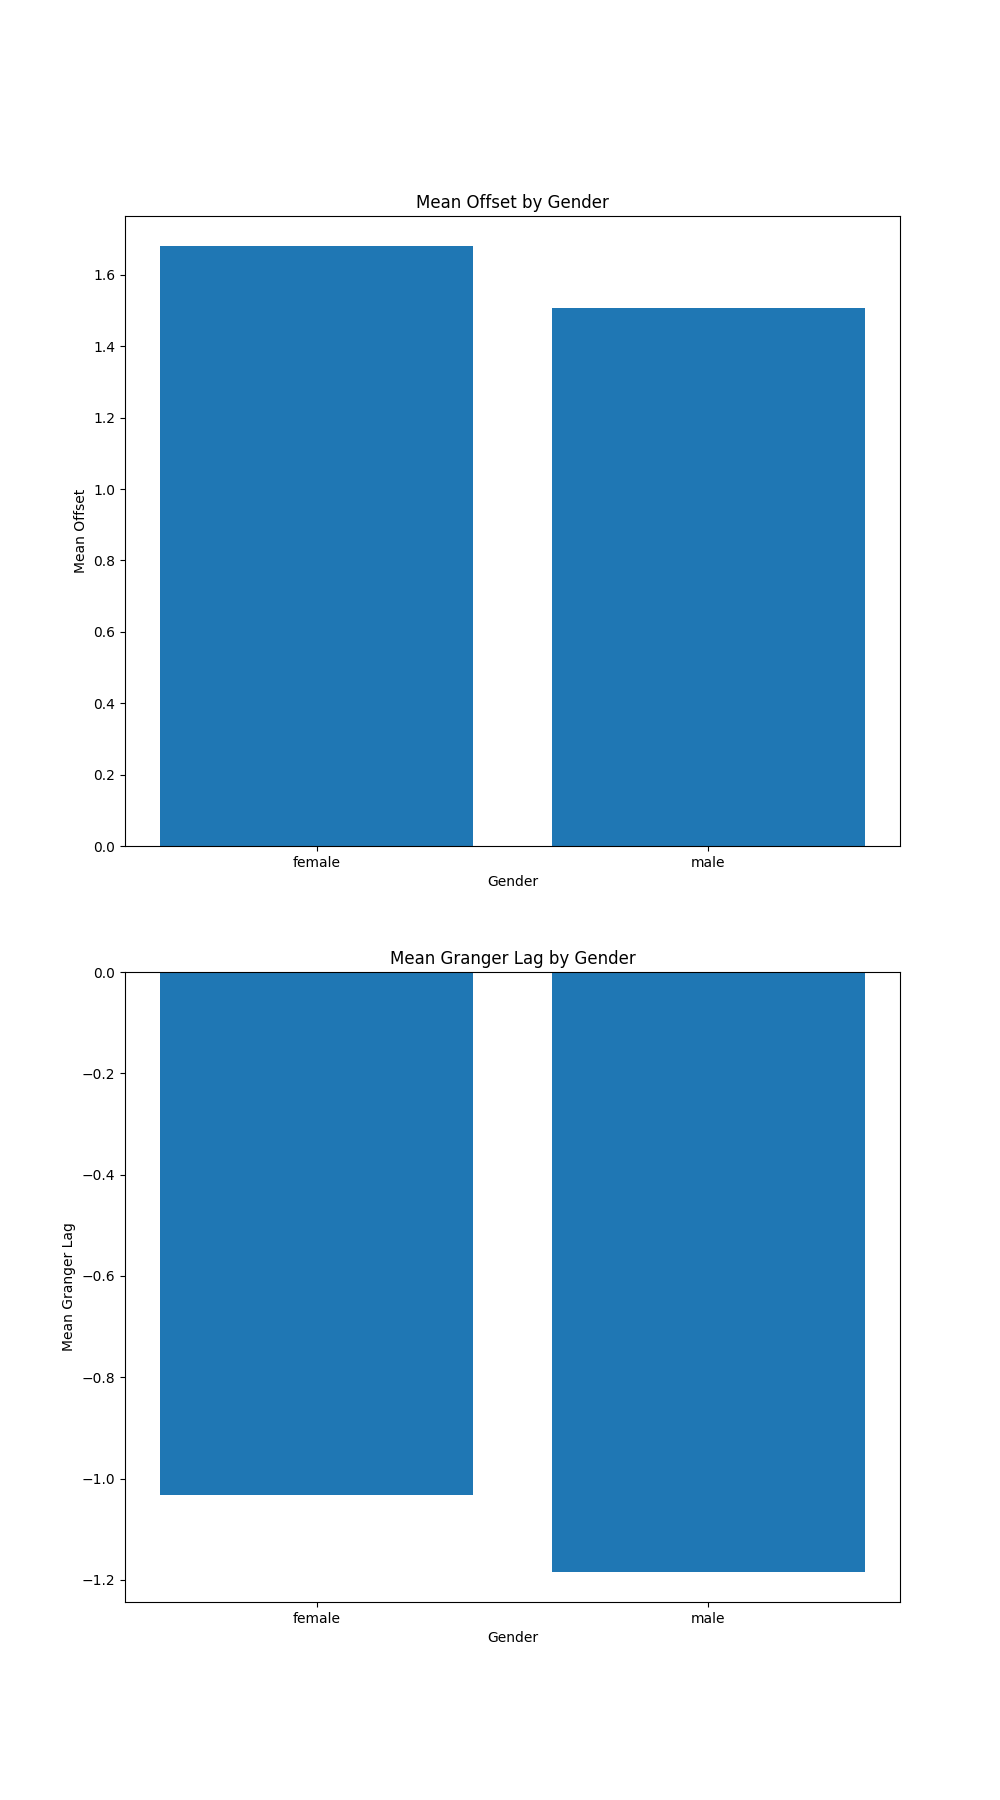 Mean Offset by Gender
1.6
1.4
1.2
1.0
0.8
0.6
0.4
0.2
0.0
Mean Offset
female male
Gender
Mean Granger Lag by Gender
0.0
−0.2
−0.4
−0.6
−0.8
−1.0
−1.2
Mean Granger Lag
female male
Gender